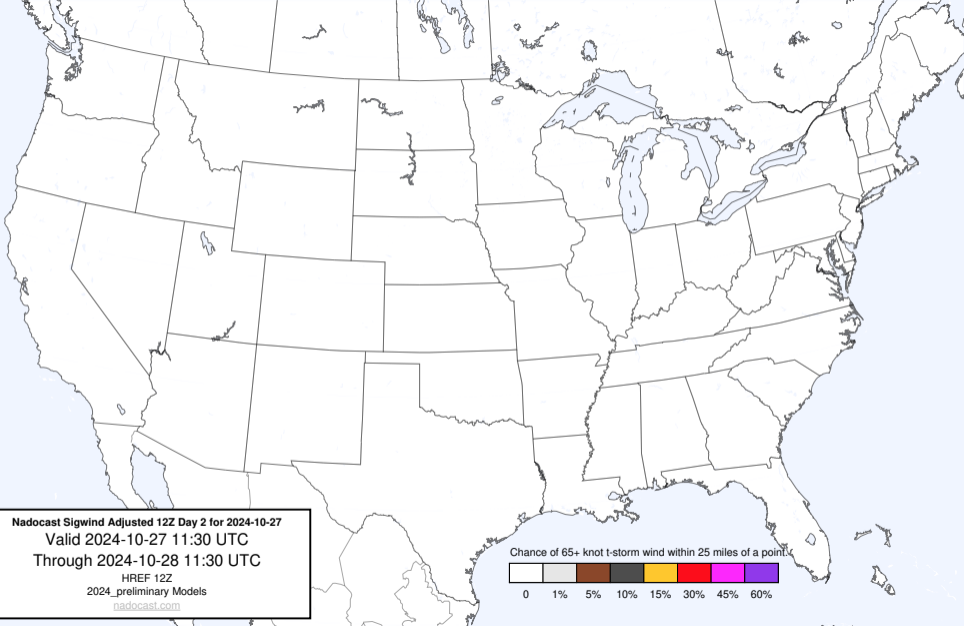 Nadocast Sigwind Adjusted 12Z Day 2 for 2024-10-27
Valid 2024-10-27 11:30 UTC
Through 2024-10-28 11:30 UTC
HREF 12Z
2024_preliminary Models
nadocast.com
Chance of 65+ knot t-storm wind within 25 miles of a point.
0 1% 5% 10% 15% 30% 45% 60%